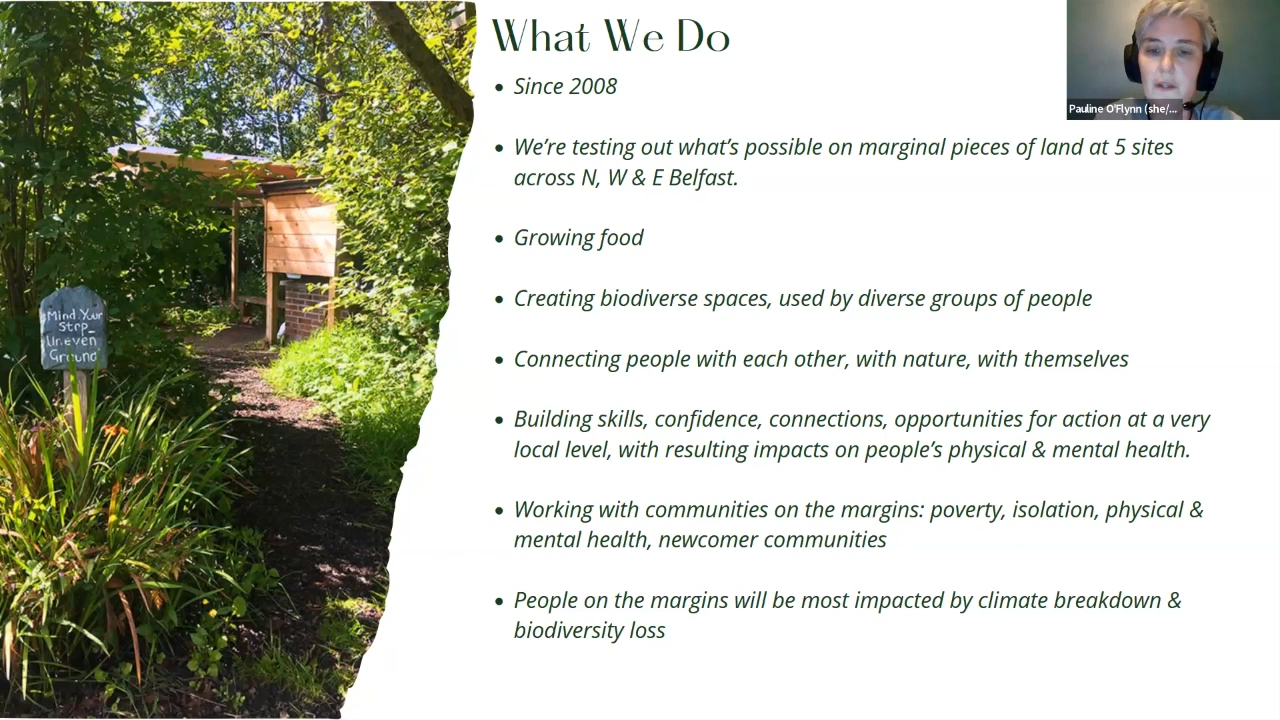 What We Do
• Since 2008
• We're testing out what's possible on marginal pieces of land at 5 sites
across N, W & E Belfast.
• Growing food
• Creating biodiverse spaces, used by diverse groups of people
• Connecting people with each other, with nature, with themselves
• Building skills, confidence, connections, opportunities for action at a very
local level, with resulting impacts on people's physical & mental health.
• Working with communities on the margins: poverty, isolation, physical &
mental health, newcomer communities
• People on the margins will be most impacted by climate breakdown &
biodiversity loss
Pauline O'Flynn (she/...
Mind Your
Step_
Uneven
Ground